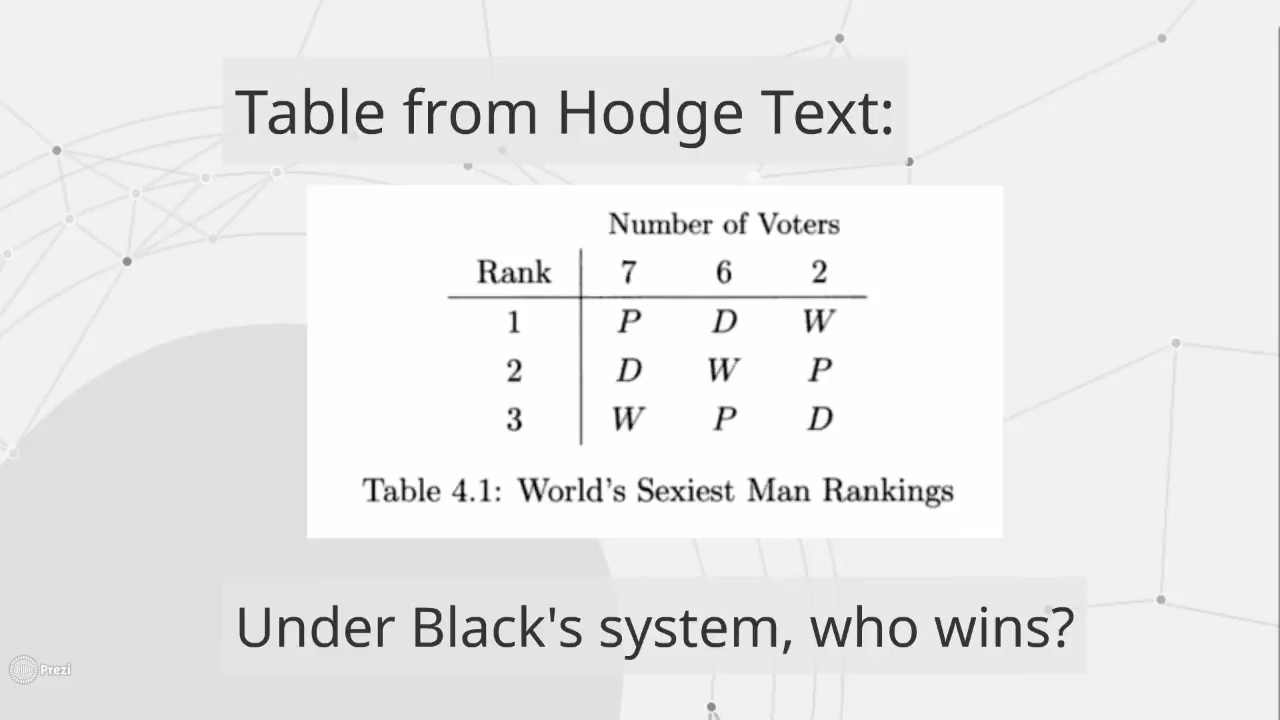 Table from Hodge Text:
Number of Voters
Rank 7 6 2
1 P D W
2 D W P
3 W P D
Table 4.1: World's Sexiest Man Rankings
Under Black's system, who wins?
Prezi